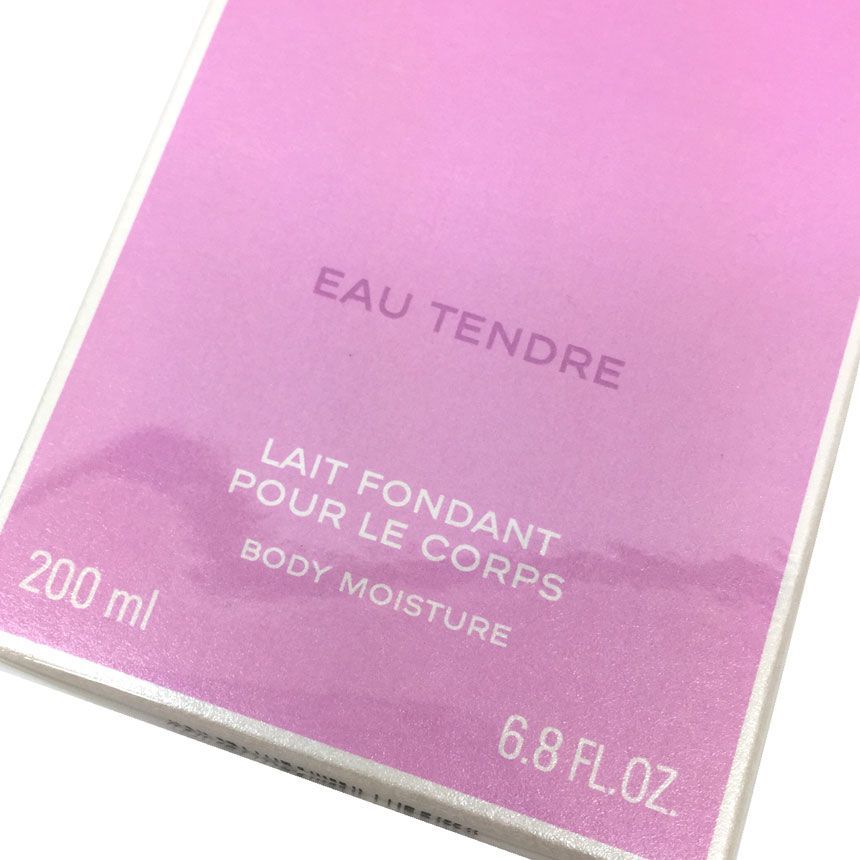 EAU TENDRE
LAIT FONDANT
POUR LE CORPS
BODY MOISTURE
200 ml
6.8 FL.OZ.